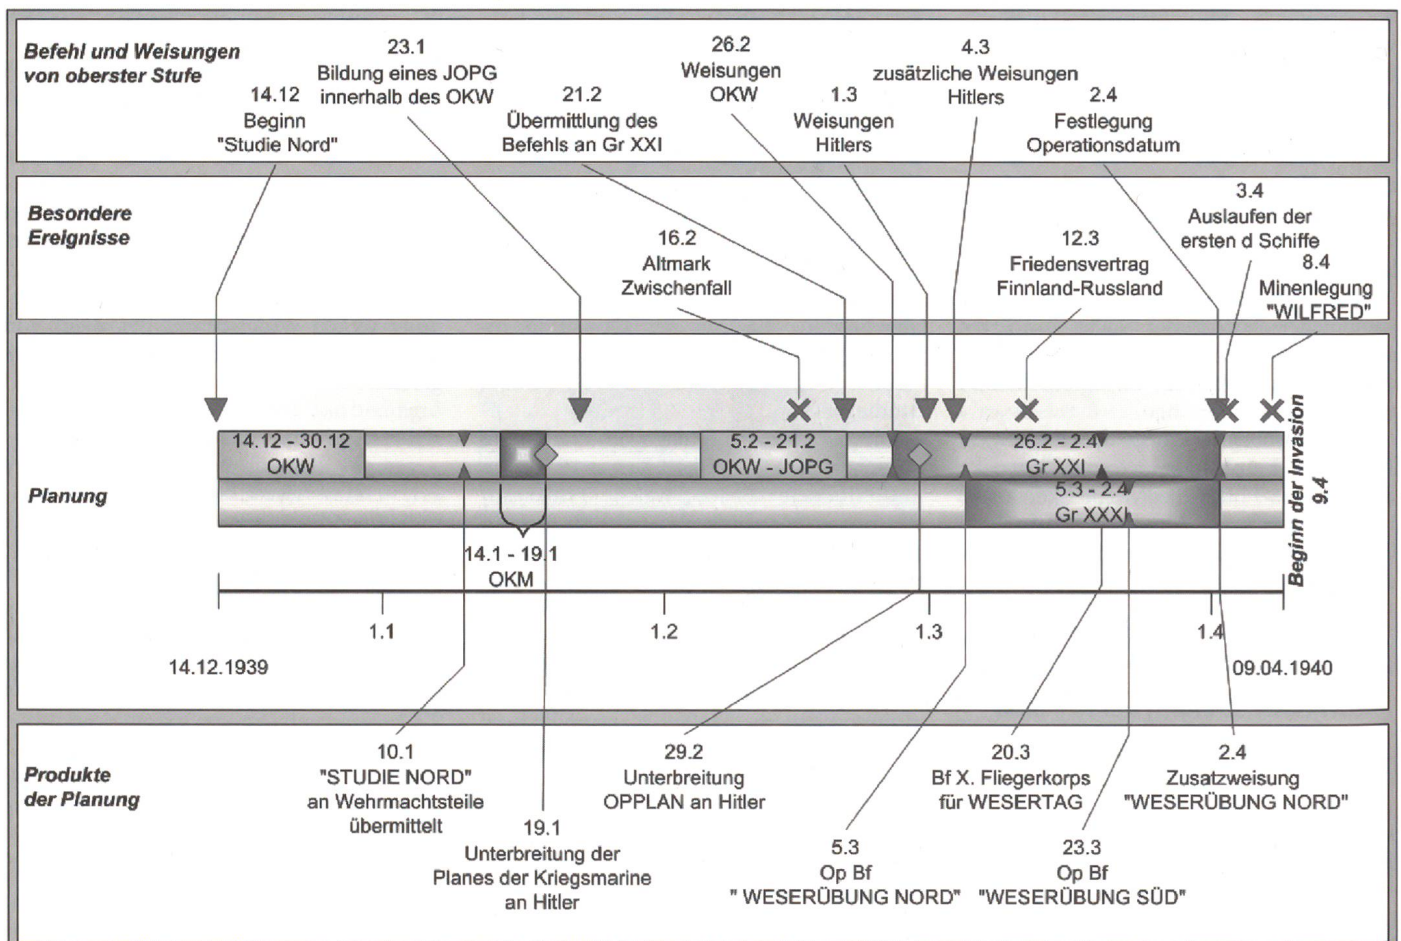 Befehl und Weisungen
von oberster Stufe
14.12
Beginn
"Studie Nord"
23.1
Bildung eines JOPG
innerhalb des OKW
21.2
Übermittlung des
Befehls an Gr XXI
26.2
Weisungen
OKW
1.3
Weisungen
Hitlers
4.3
zusätzliche Weisungen
Hitlers
2.4
Festlegung
Operationsdatum
Besondere
Ereignisse
16.2
Altmark
Zwischenfall
12.3
Friedensvertrag
Finnland-Russland
3.4
Auslaufen der
ersten d Schiffe
8.4
Minenlegung
"WILFRED"
Planung
14.12 - 30.12
OKW
5.2 - 21.2
OKW - JOPG
26.2 - 2.4
Gr XXI
5.3 - 2.4
Gr XXXI
14.1 - 19.1
OKM
Beginn der Invasion
9.4
1.1
1.2
1.3
1.4
14.12.1939
09.04.1940
Produkte
der Planung
10.1
"STUDIE NORD"
an Wehrmachtsteile
übermittelt
19.1
Unterbreitung der
Planes der Kriegsmarine
an Hitler
29.2
Unterbreitung
OPPLAN an Hitler
5.3
Op Bf
" WESERÜBUNG NORD"
20.3
Bf X. Fliegerkorps
für WESERTAG
23.3
Op Bf
"WESERÜBUNG SÜD"
2.4
Zusatzweisung
"WESERÜBUNG NORD"